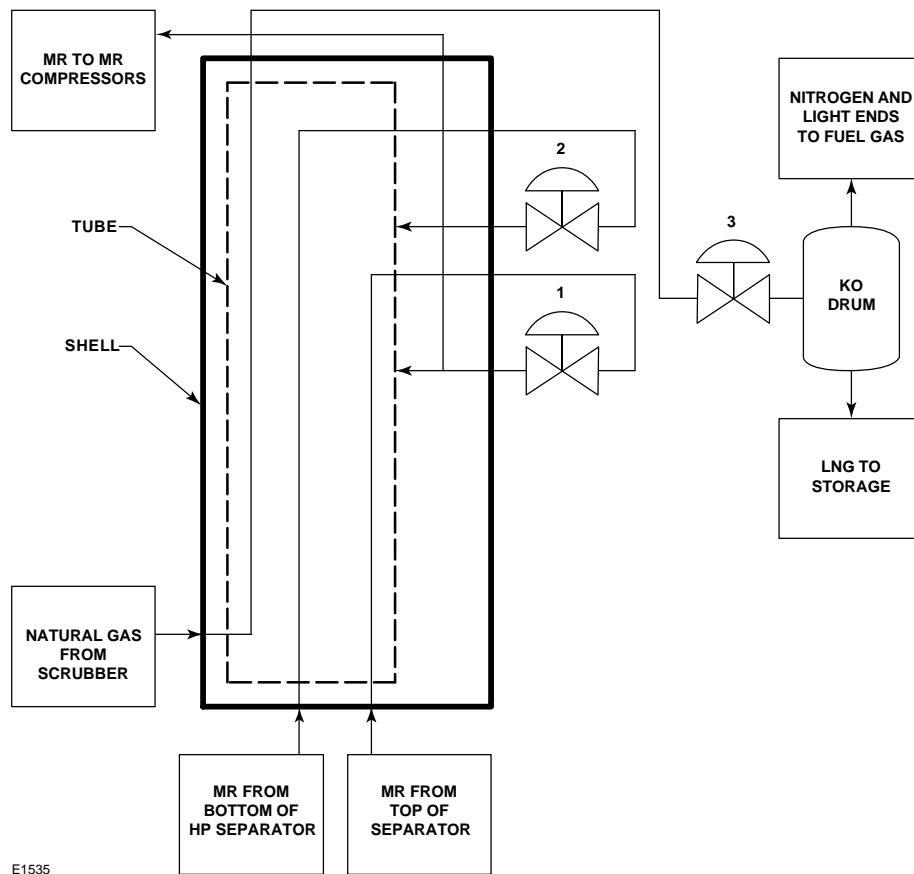 MR TO MR
COMPRESSORS
NITROGEN AND
LIGHT ENDS
TO FUEL GAS
2
TUBE
3
KO
DRUM
1
SHELL
LNG TO
STORAGE
NATURAL GAS
FROM
SCRUBBER
MR FROM
BOTTOM OF
HP SEPARATOR
MR FROM
TOP OF
SEPARATOR
E1535